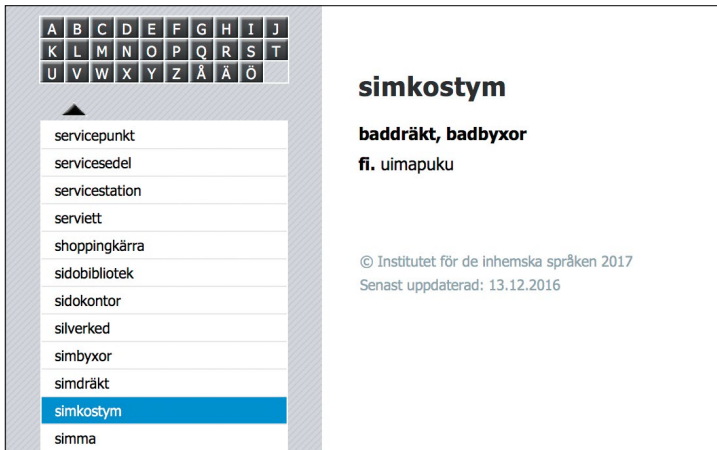 A B C D E F G H I J
K L M N O P Q R S T
U V W X Y Z Å Ä Ö
servicepunkt
servicesedel
servicestation
serviett
shoppingkärra
sidobibliotek
sidokontor
silverked
simbyxor
simdräkt
simkostym
simma
simkostym
baddräkt, badbyxor
fi. uimapuku
© Institutet för de inhemska språken 2017
Senast uppdaterad: 13.12.2016